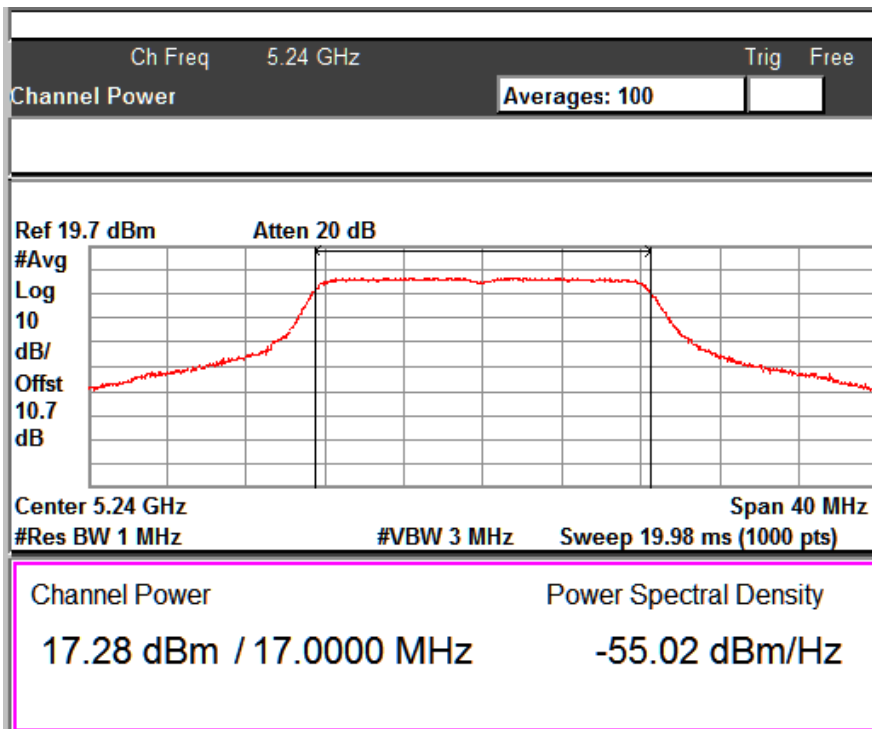 Ch Freq 5.24 GHz Trig Free
Channel Power Averages: 100
Ref 19.7 dBm Atten 20 dB
#Avg
Log
10
dB/
Offst
10.7
dB
Center 5.24 GHz Span 40 MHz
#Res BW 1 MHz #VBW 3 MHz Sweep 19.98 ms (1000 pts)
Channel Power Power Spectral Density
17.28 dBm / 17.0000 MHz -55.02 dBm/Hz